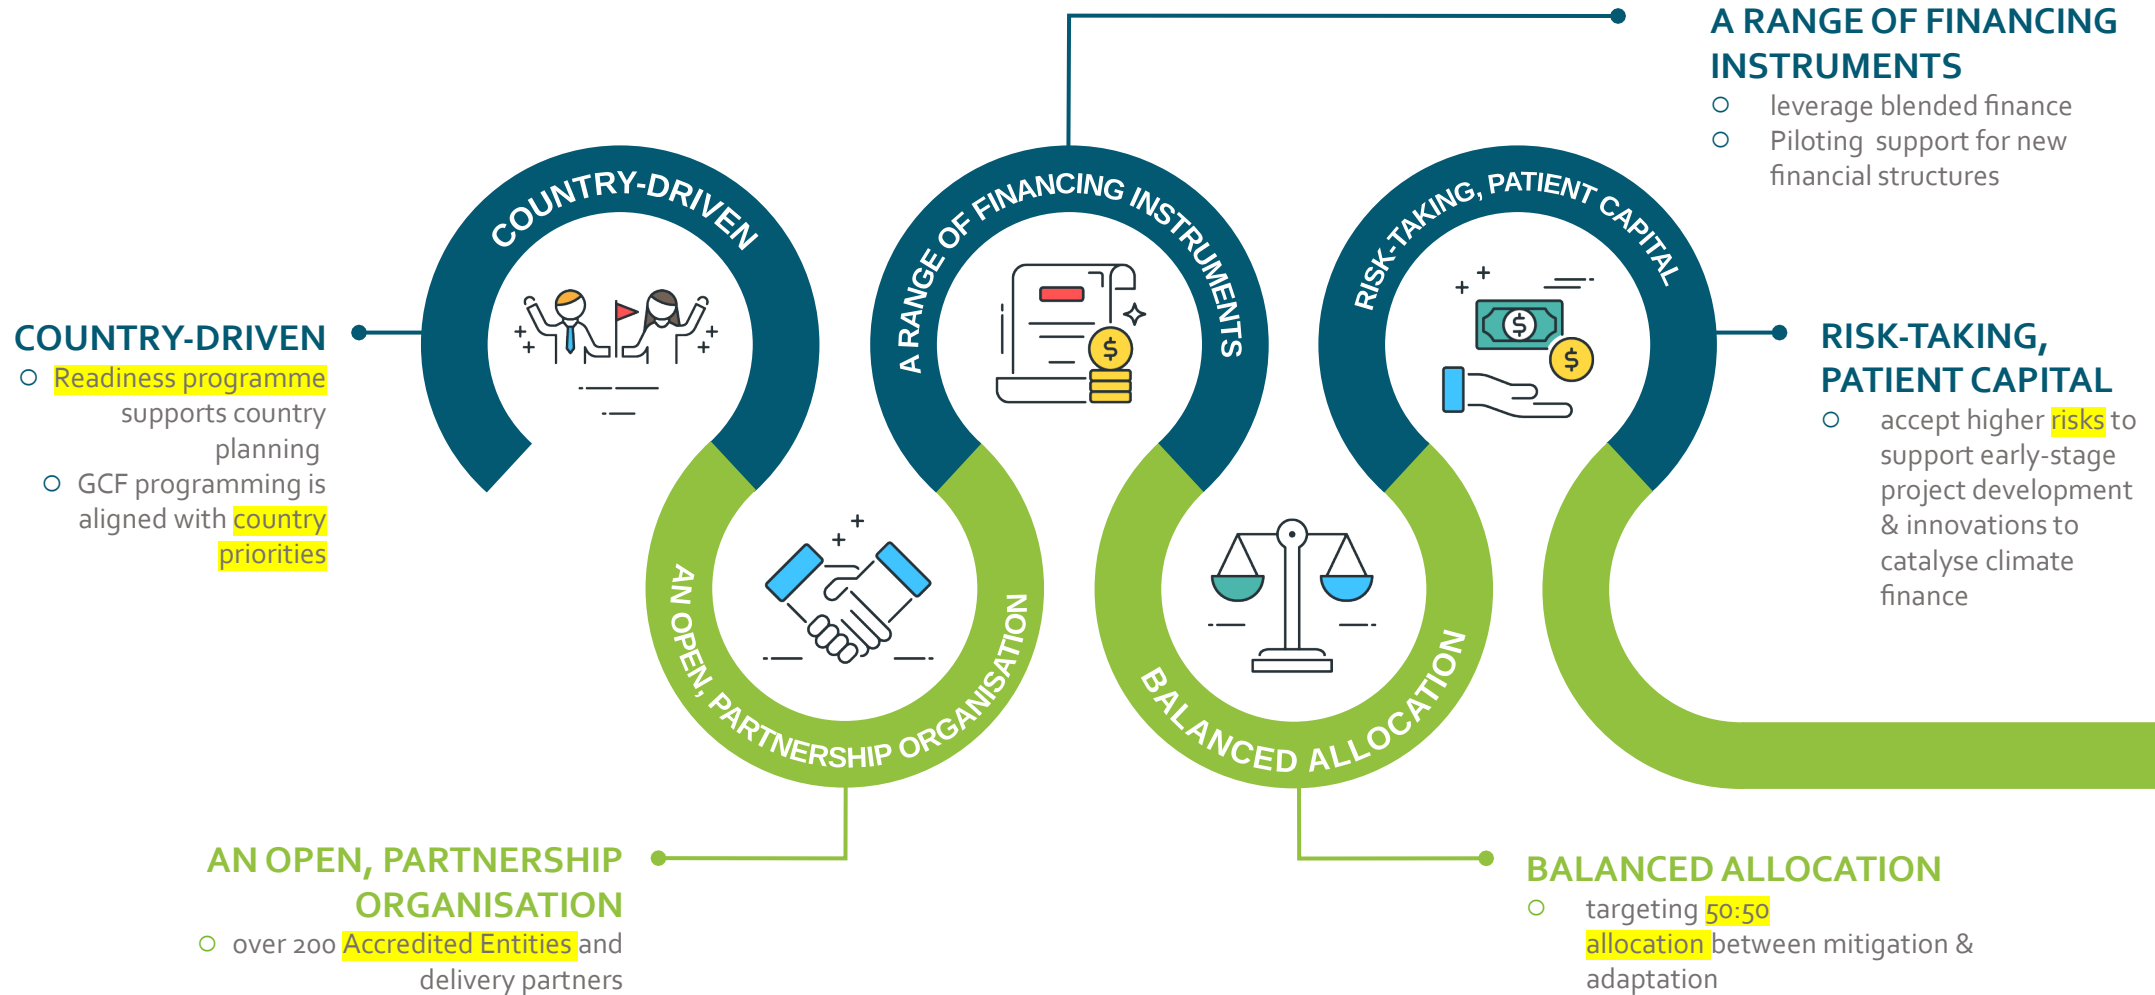 A RANGE OF FINANCING
INSTRUMENTS
○ leverage blended finance
○ Piloting support for new
financial structures
COUNTRY-DRIVEN
A RANGE OF FINANCING INSTRUMENTS
RISK-TAKING, PATIENT CAPITAL
COUNTRY-DRIVEN
○ Readiness programme
supports country
planning
○ GCF programming is
aligned with country
priorities
$
$
$
RISK-TAKING,
PATIENT CAPITAL
○ accept higher risks to
support early-stage
project development
& innovations to
catalyse climate
finance
AN OPEN, PARTNERSHIP ORGANISATION
BALANCED ALLOCATION
AN OPEN, PARTNERSHIP
ORGANISATION
○ over 200 Accredited Entities and
delivery partners
BALANCED ALLOCATION
○ targeting 50:50
allocation between mitigation &
adaptation